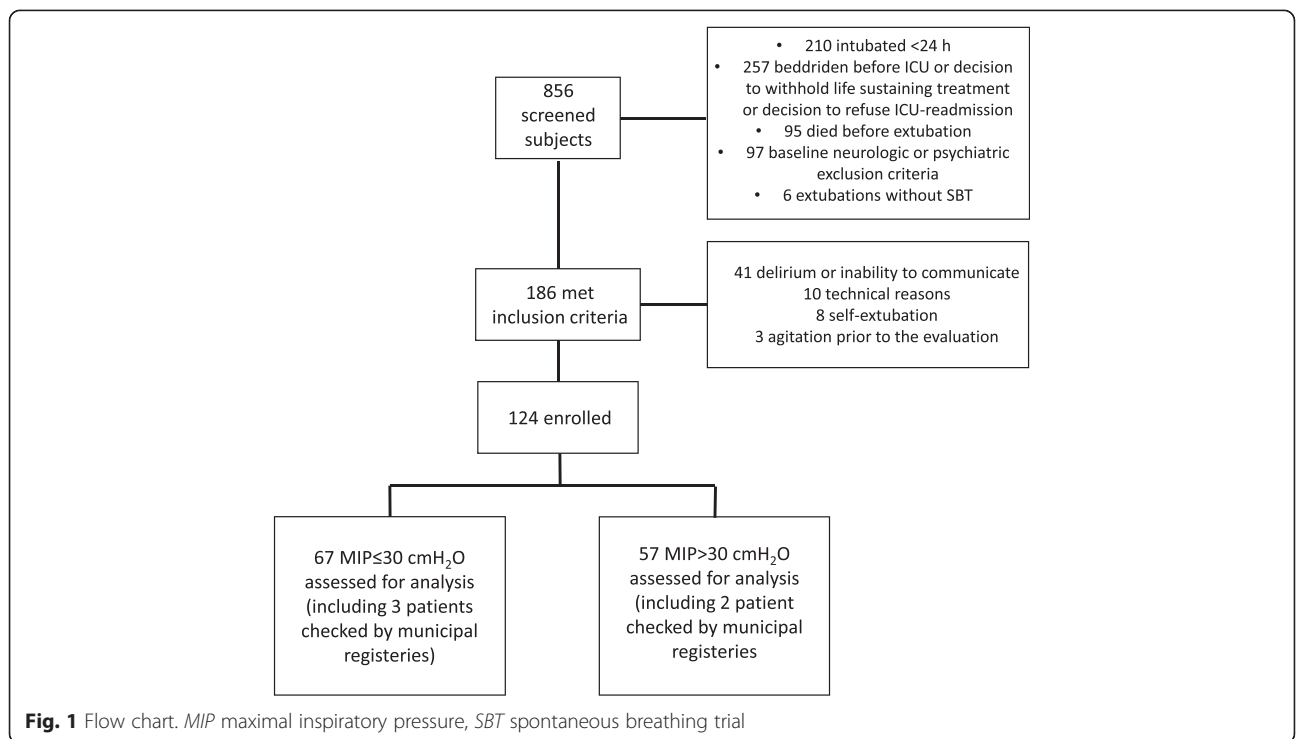 856
screened
subjects
• 210 intubated <24 h
• 257 beddriden before ICU or decision
to withhold life sustaining treatment
or decision to refuse ICU-readmission
• 95 died before extubation
• 97 baseline neurologic or psychiatric
exclusion criteria
• 6 extubations without SBT
186 met
inclusion criteria
41 delirium or inability to communicate
10 technical reasons
8 self-extubation
3 agitation prior to the evaluation
124 enrolled
67 MIP≤30 cmH₂O
assessed for analysis
(including 3 patients
checked by municipal
registeries)
57 MIP>30 cmH₂O
assessed for analysis
(including 2 patient
checked by municipal
registeries
Fig. 1 Flow chart. MIP maximal inspiratory pressure, SBT spontaneous breathing trial